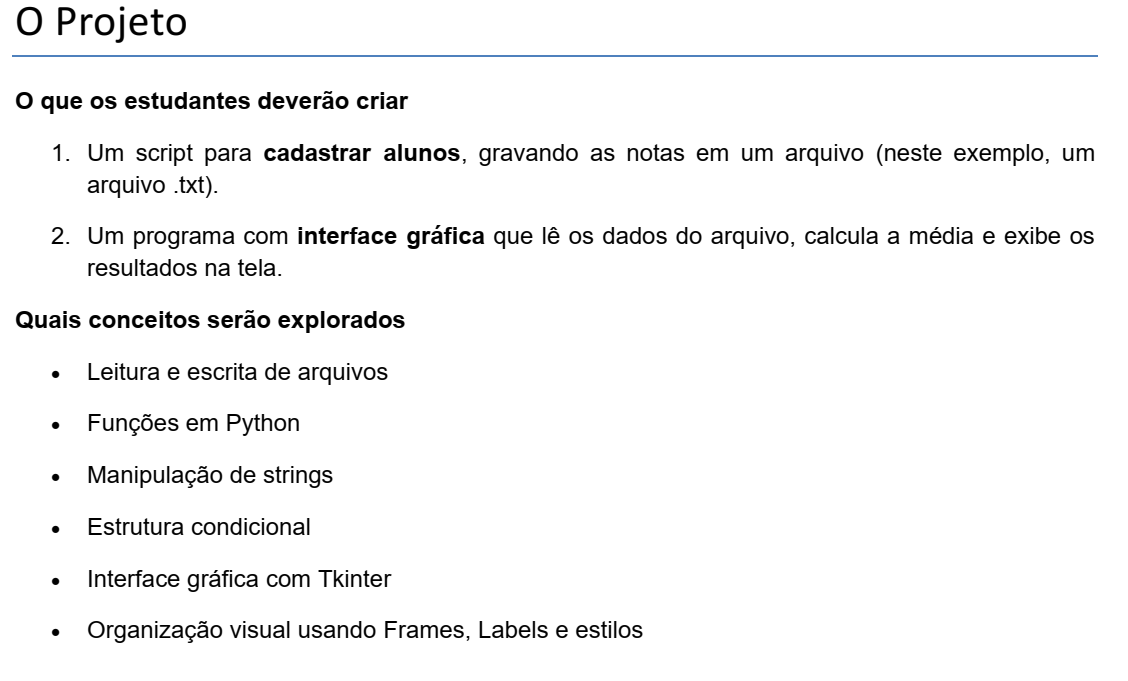 O Projeto
O que os estudantes deverão criar
1. Um script para cadastrar alunos, gravando as notas em um arquivo (neste exemplo, um
arquivo .txt).
2. Um programa com interface gráfica que lê os dados do arquivo, calcula a média e exibe os
resultados na tela.
Quais conceitos serão explorados
• Leitura e escrita de arquivos
• Funções em Python
• Manipulação de strings
• Estrutura condicional
• Interface gráfica com Tkinter
• Organização visual usando Frames, Labels e estilos